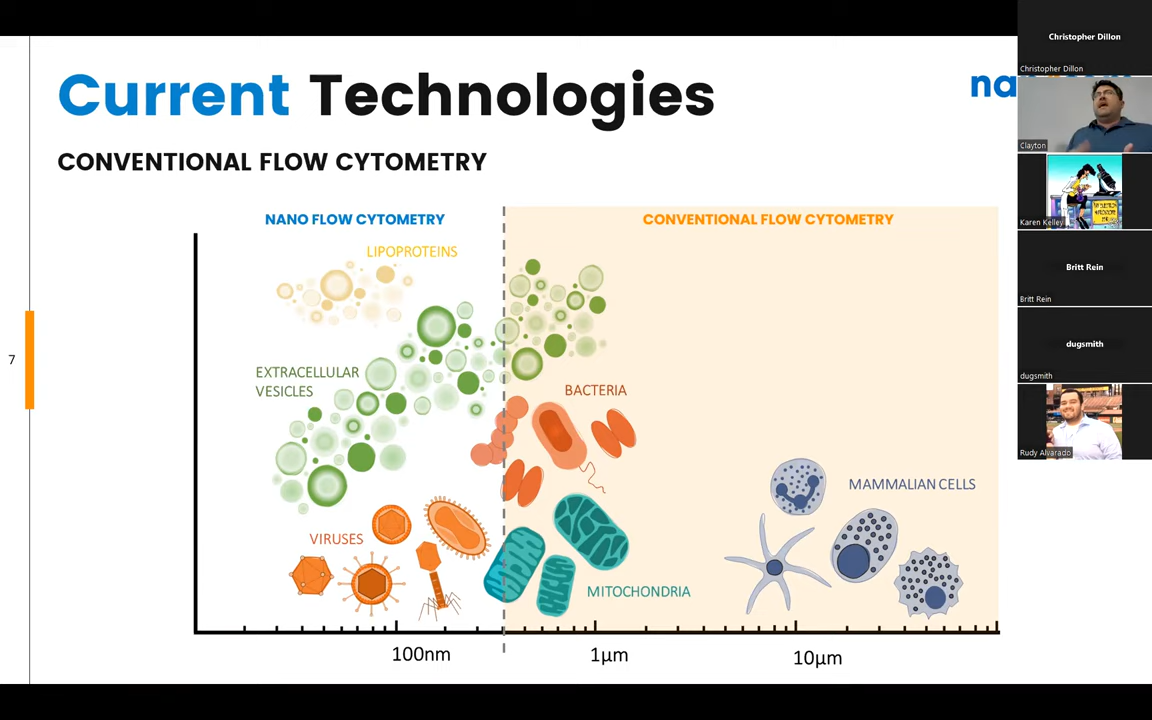 Current Technologies
CONVENTIONAL FLOW CYTOMETRY
NANO FLOW CYTOMETRY
CONVENTIONAL FLOW CYTOMETRY
LIPOPROTEINS
EXTRACELLULAR
VESICLES
BACTERIA
MAMMALIAN CELLS
VIRUSES
MITOCHONDRIA
100nm
1µm
10µm
7
na
Christopher Dillon
Christopher Dillon
Clayton
Karen Kelley
Britt Rein
Britt Rein
dugsmith
dugsmith
Rudy Alvarado